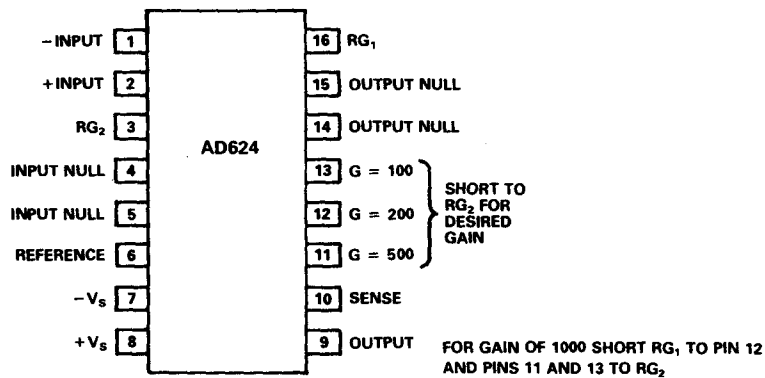 −INPUT 1
+INPUT 2
RG₂ 3
INPUT NULL 4
INPUT NULL 5
REFERENCE 6
−Vs 7
+Vs 8
AD624
16 RG₁
15 OUTPUT NULL
14 OUTPUT NULL
13 G = 100
12 G = 200
11 G = 500
10 SENSE
9 OUTPUT
SHORT TO
RG₂ FOR
DESIRED
GAIN
FOR GAIN OF 1000 SHORT RG₁ TO PIN 12
AND PINS 11 AND 13 TO RG₂